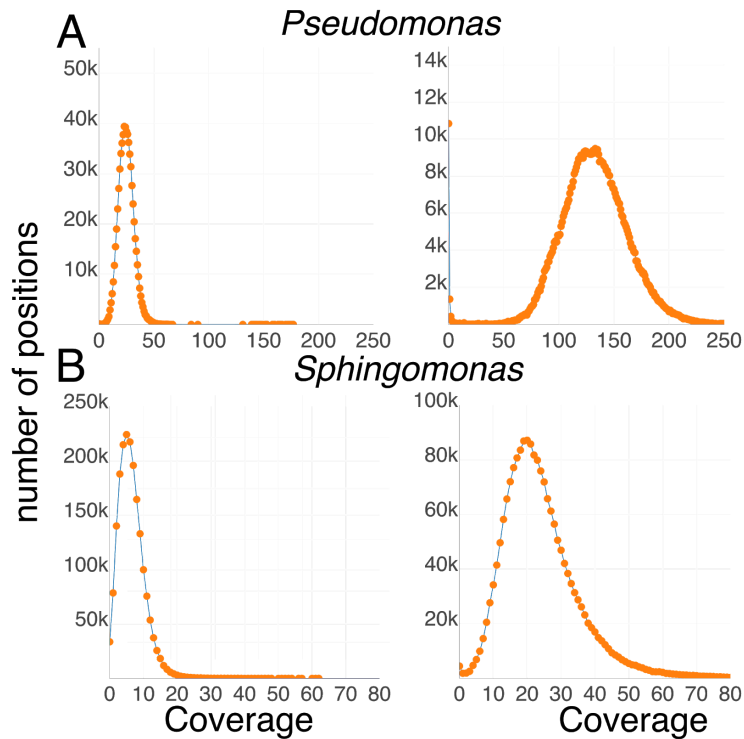 A
Pseudomonas
50k
40k
30k
20k
10k
0 50 100 150 200 250
14k
12k
10k
8k
6k
4k
2k
0 50 100 150 200 250
number of positions
B
Sphingomonas
250k
200k
150k
100k
50k
0 10 20 30 40 50 60 70 80
Coverage
100k
80k
60k
40k
20k
0 10 20 30 40 50 60 70 80
Coverage